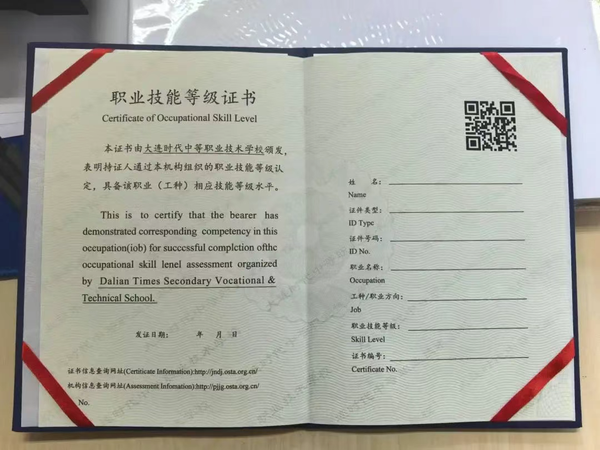 职业技能等级证书
Certificate of Occupational Skill Level
本证书由大连时代中等职业技术学校颁发,
表明持证人通过本机构组织的职业技能等级认
定，具备该职业（工种）相应技能等级水平。
This is to certify that the bearer has
demonstrated corresponding competency in this
occupation(iob) for succcssful complction ofthc
occupational skill lenel assessment organized
by Dalian Times Secondary Vocational &
Technical School.
发证日期： 年 月 日
证书信息查询网址(Certificate Information):http://jndj.osta.org.cn/
机构信息查询网址(Assessment Infomation):http://pjjg.osta.org.cn/
No.
姓 名：
Name
证件类型：
ID Type
证件号码：
ID No.
职业名称：
Occupation
工种/职业方向：
Job
职业技能等级：
Skill Level
证书编号：
Certificate No.